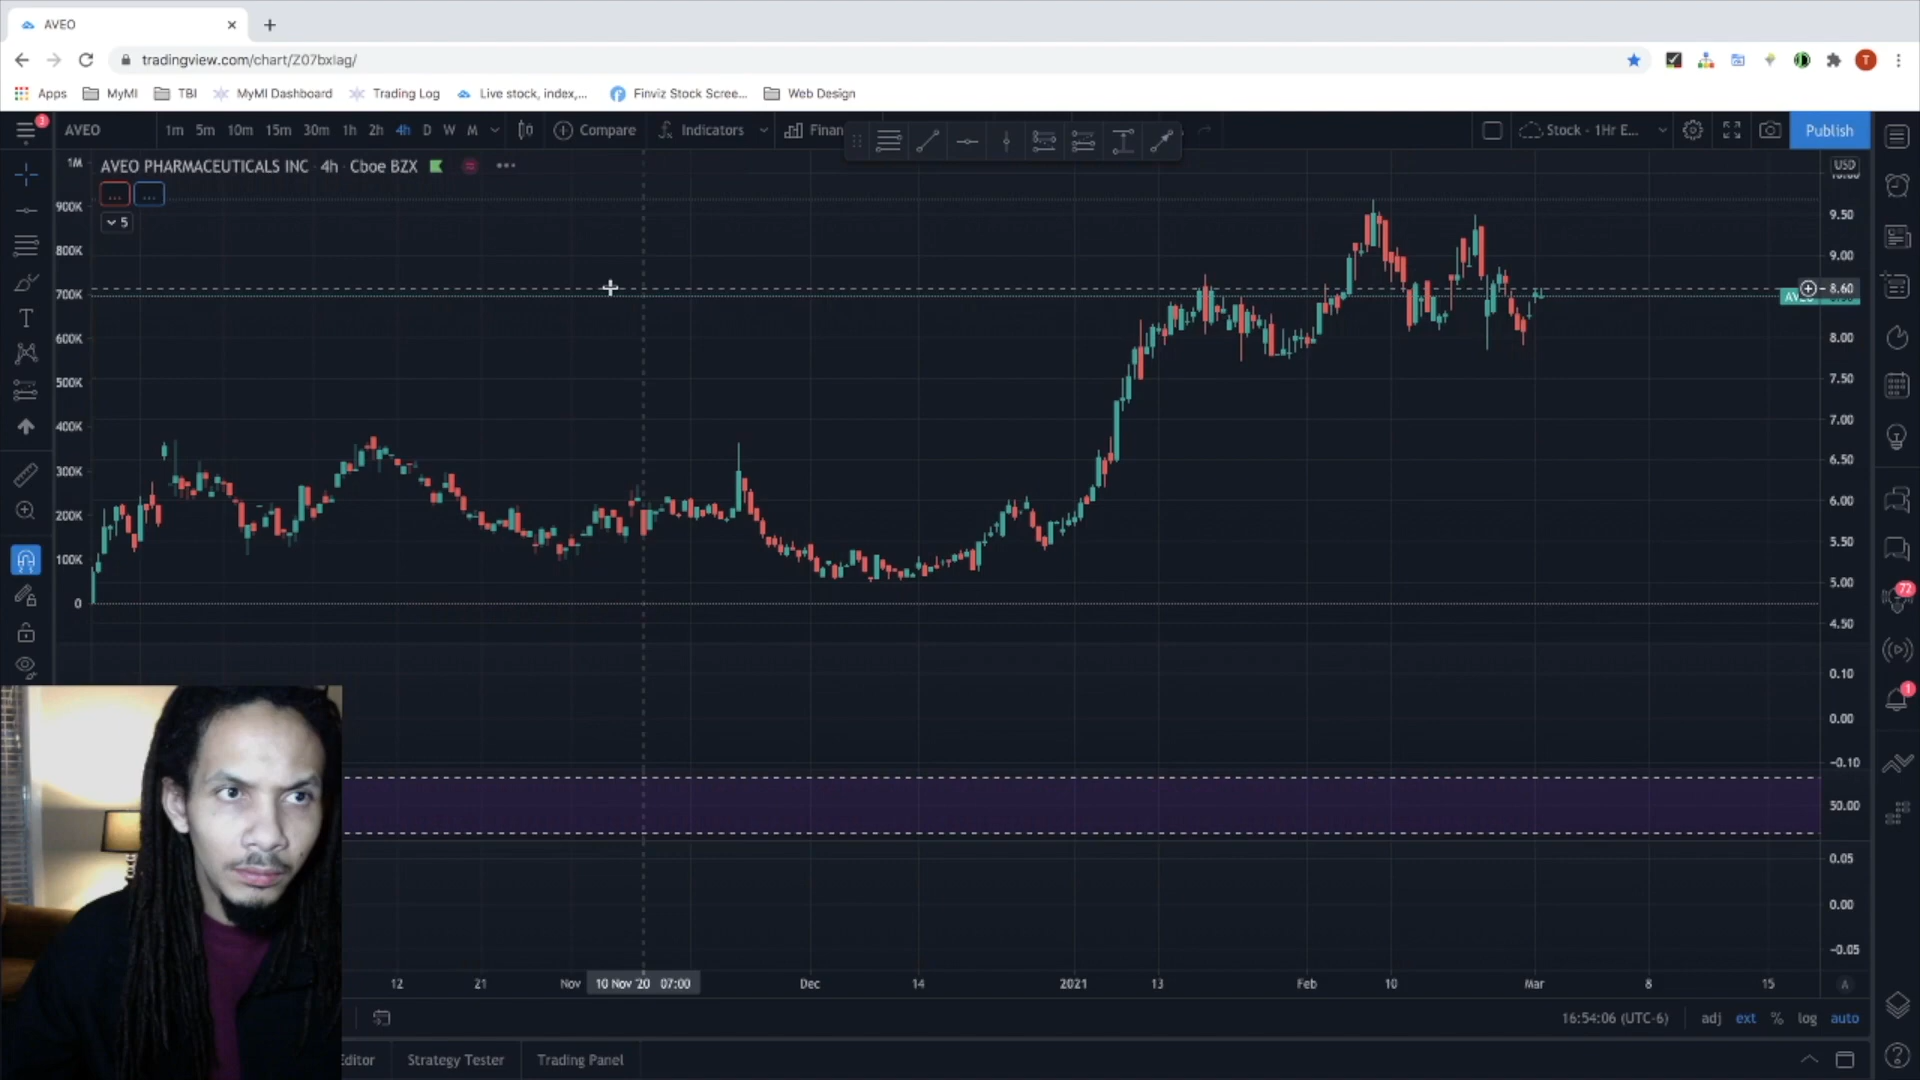 AVEO
tradingview.com/chart/Z07bxlag/
T
Apps MyMI TBI MyMI Dashboard Trading Log Live stock, index,... Finviz Stock Scree... Web Design
3
AVEO 1m 5m 10m 15m 30m 1h 2h 4h D W M Compare Indicators Finan Stock - 1Hr E... Publish
1M AVEO PHARMACEUTICALS INC · 4h · Cboe BZX USD
10.00
... ...
5
900K
800K
700K
600K
500K
400K
300K
200K
100K
0
9.50
9.00
8.60
8.00
7.50
7.00
6.50
6.00
5.50
5.00
4.50
0.10
0.00
-0.10
50.00
0.05
0.00
-0.05
72
1
12 21 Nov 10 Nov '20 07:00 Dec 14 2021 13 Feb 10 Mar 8 15 A
16:54:06 (UTC-6) adj ext % log auto
Editor Strategy Tester Trading Panel